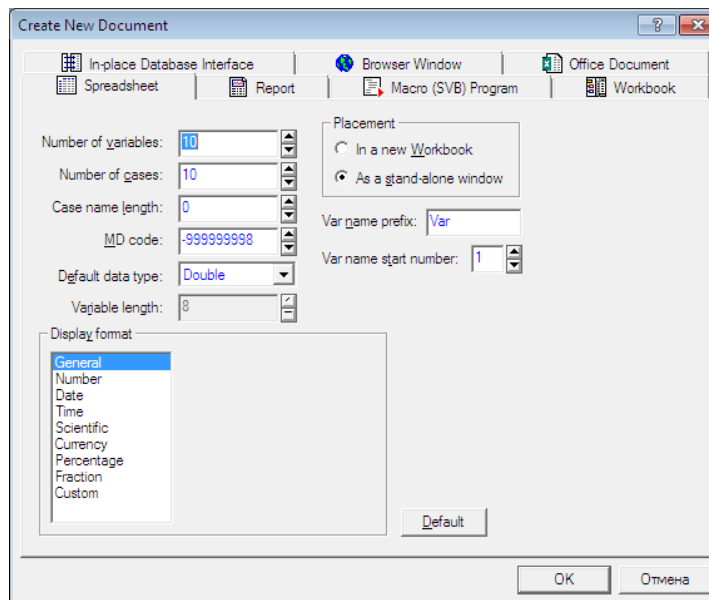 Create New Document
In-place Database Interface
Browser Window
Office Document
Spreadsheet
Report
Macro (SVB) Program
Workbook
Number of variables:
10
Number of cases:
10
Case name length:
0
MD code:
-999999998
Default data type:
Double
Variable length:
8
Placement
In a new Workbook
As a stand-alone window
Var name prefix:
Var
Var name start number:
1
Display format
General
Number
Date
Time
Scientific
Currency
Percentage
Fraction
Custom
Default
OK
Отмена